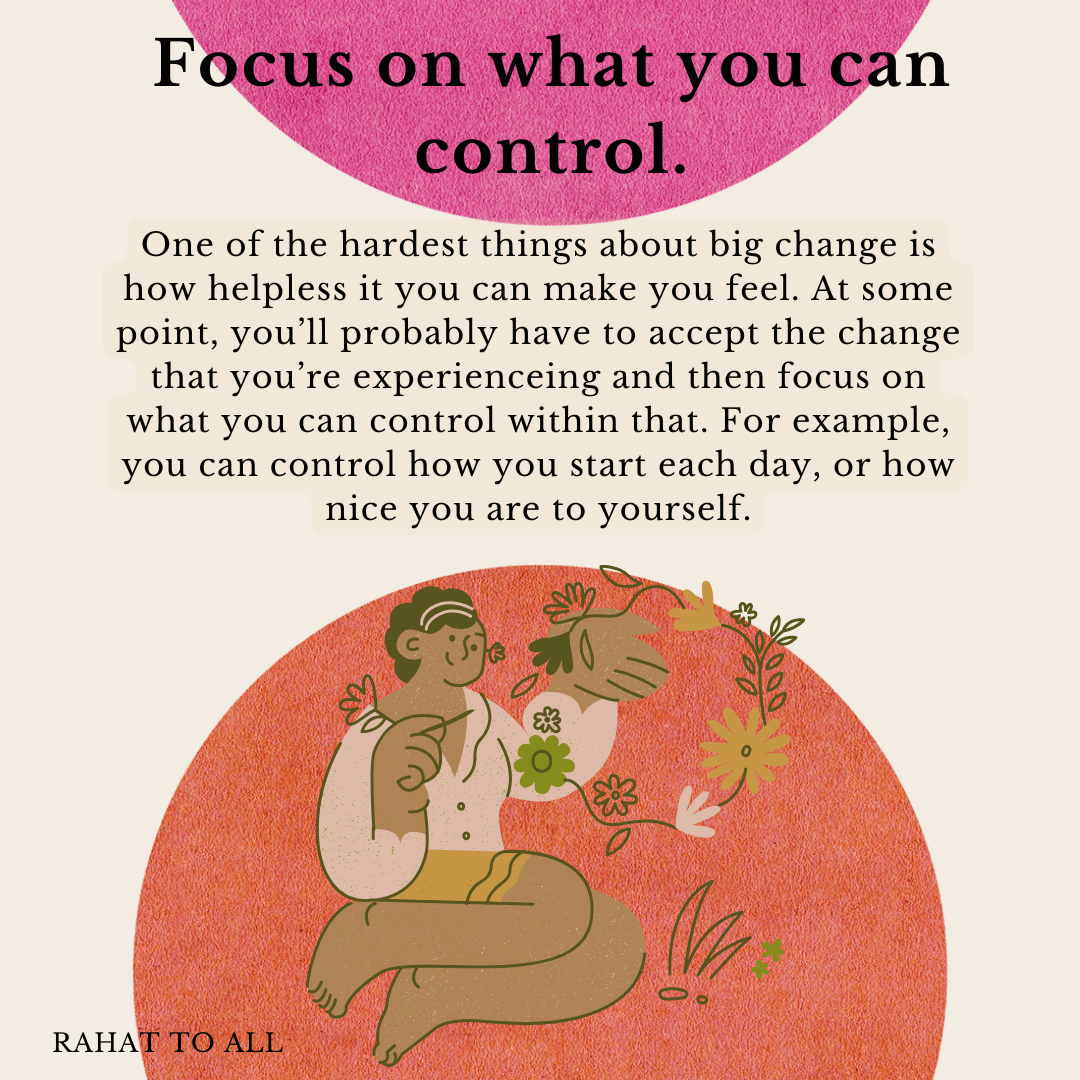 Focus on what you can
control.
One of the hardest things about big change is
how helpless it you can make you feel. At some
point, you’ll probably have to accept the change
that you’re experienceing and then focus on
what you can control within that. For example,
you can control how you start each day, or how
nice you are to yourself.
RAHAT TO ALL